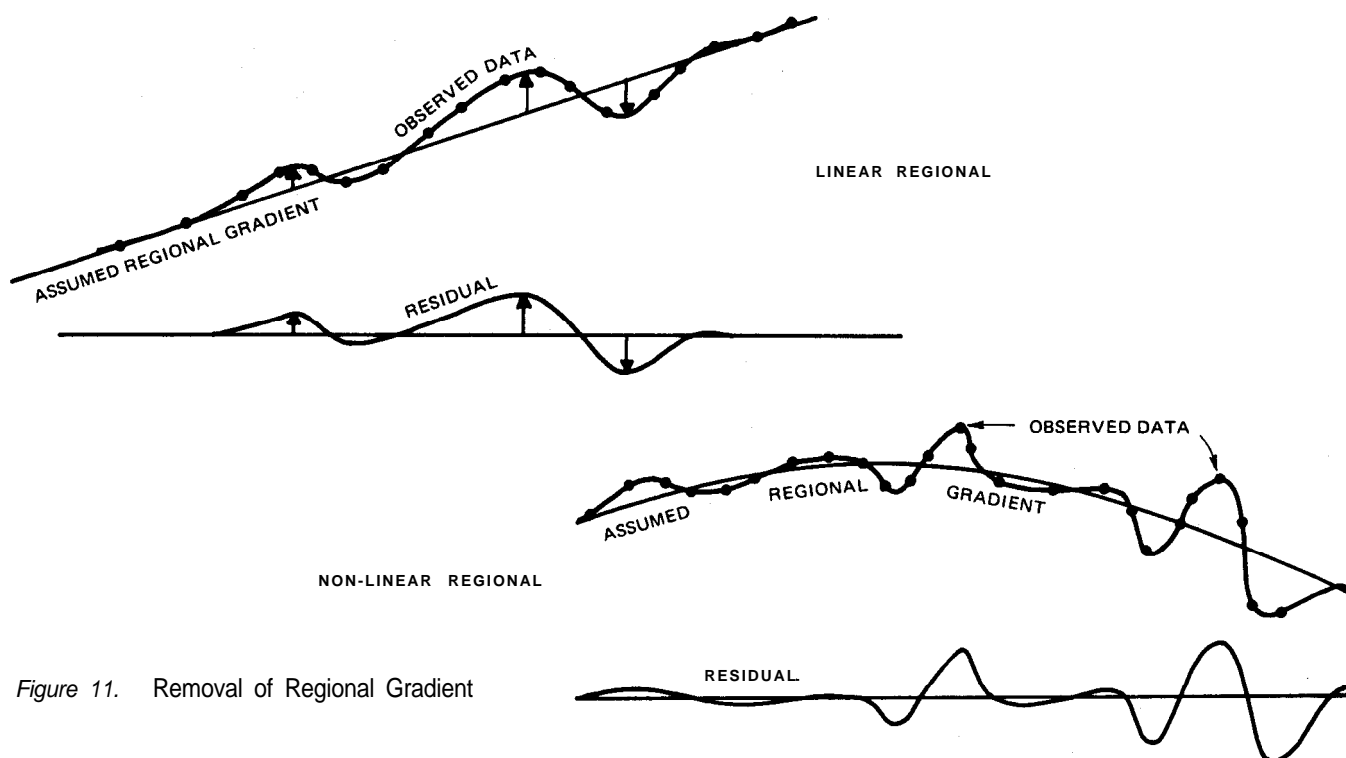 OBSERVED DATA
LINEAR REGIONAL
ASSUMED REGIONAL GRADIENT
RESIDUAL
OBSERVED DATA
ASSUMED REGIONAL GRADIENT
NON-LINEAR REGIONAL
RESIDUAL
Figure 11. Removal of Regional Gradient